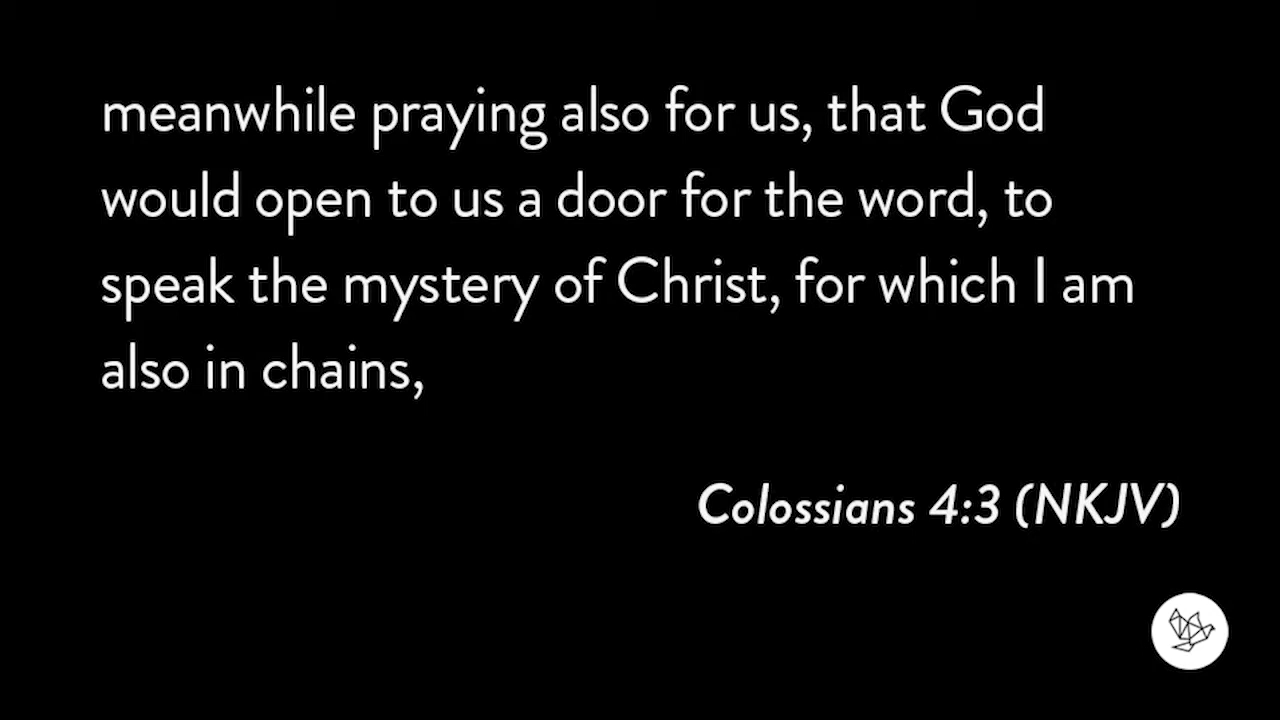 meanwhile praying also for us, that God
would open to us a door for the word, to
speak the mystery of Christ, for which I am
also in chains,
Colossians 4:3 (NKJV)